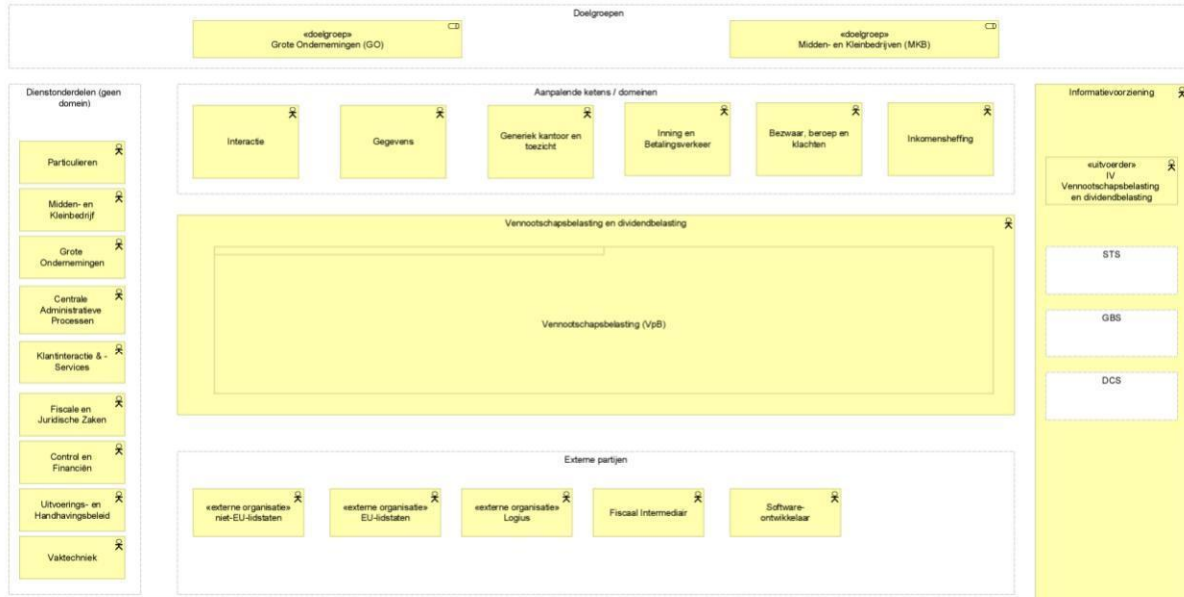 Doelgroepen
«doelgroep»
Grote Ondernemingen (GO)
«doelgroep»
Midden- en Kleinbedrijven (MKB)
Dienstonderdelen (geen
domein)
Particulieren
Midden- en
Kleinbedrijf
Grote
Ondernemingen
Centrale
Administratieve
Processen
Klantinteractie & -
Services
Fiscale en
Juridische Zaken
Control en
Financiën
Uitvoerings- en
Handhavingsbeleid
Vaktechniek
Aanpalende ketens / domeinen
Interactie
Gegevens
Generiek kantoor en
toezicht
Inning en
Betalingsverkeer
Bezwaar, beroep en
klachten
Inkomensheffing
Vennootschapsbelasting en dividendbelasting
Vennootschapsbelasting (VpB)
Externe partijen
«externe organisatie»
niet-EU-lidstaten
«externe organisatie»
EU-lidstaten
«externe organisatie»
Logius
Fiscaal Intermediair
Software-
ontwikkelaar
Informatievoorziening
«uitvoerder»
IV
Vennootschapsbelasting
en dividendbelasting
STS
GBS
DCS